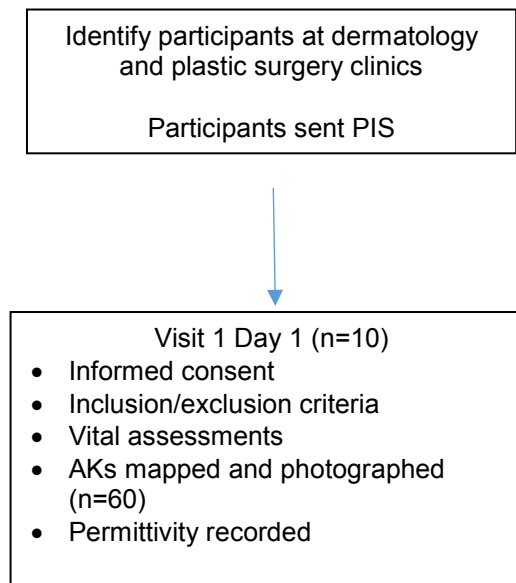 Identify participants at dermatology
and plastic surgery clinics
Participants sent PIS
Visit 1 Day 1 (n=10)
• Informed consent
• Inclusion/exclusion criteria
• Vital assessments
• AKs mapped and photographed
(n=60)
• Permittivity recorded